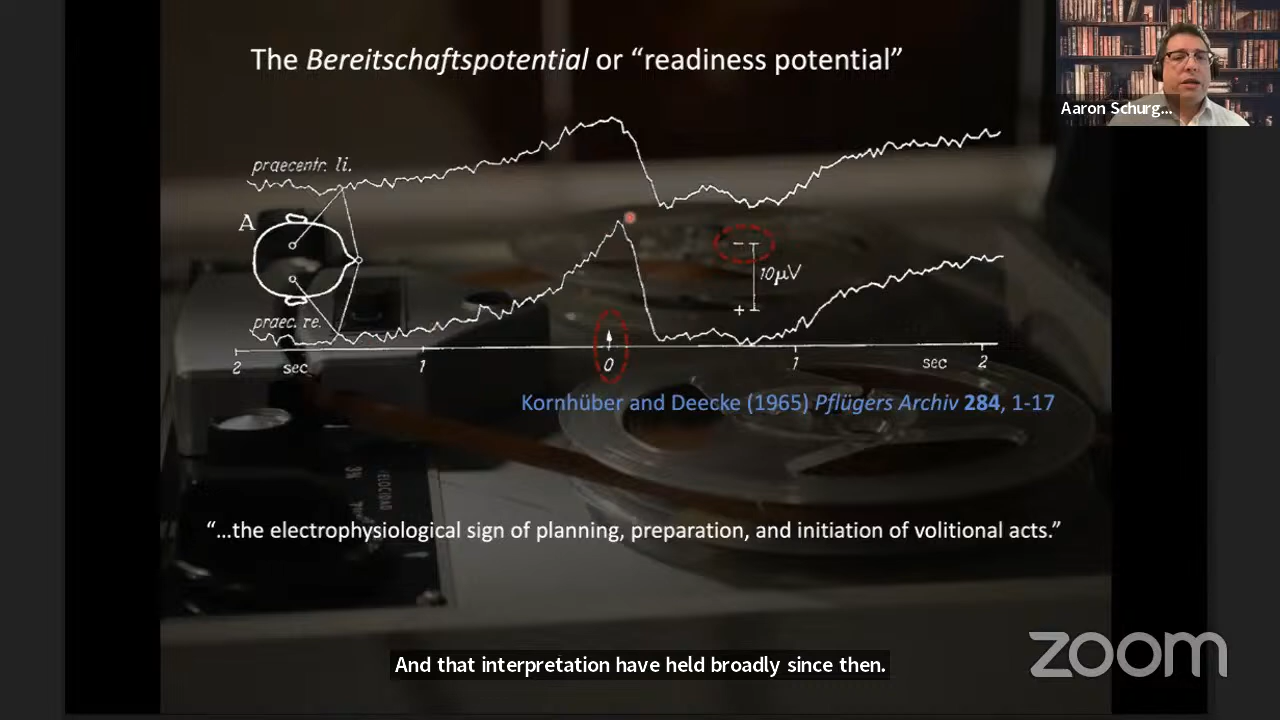 The Bereitschaftspotential or “readiness potential”
Aaron Schurg...
praecentr. li.
A
10µV
+
praec. re.
2 sec 1 0 1 sec 2
Kornhüber and Deecke (1965) Pflügers Archiv 284, 1-17
VELOCIDAD
“...the electrophysiological sign of planning, preparation, and initiation of volitional acts.”
zoom
And that interpretation have held broadly since then.